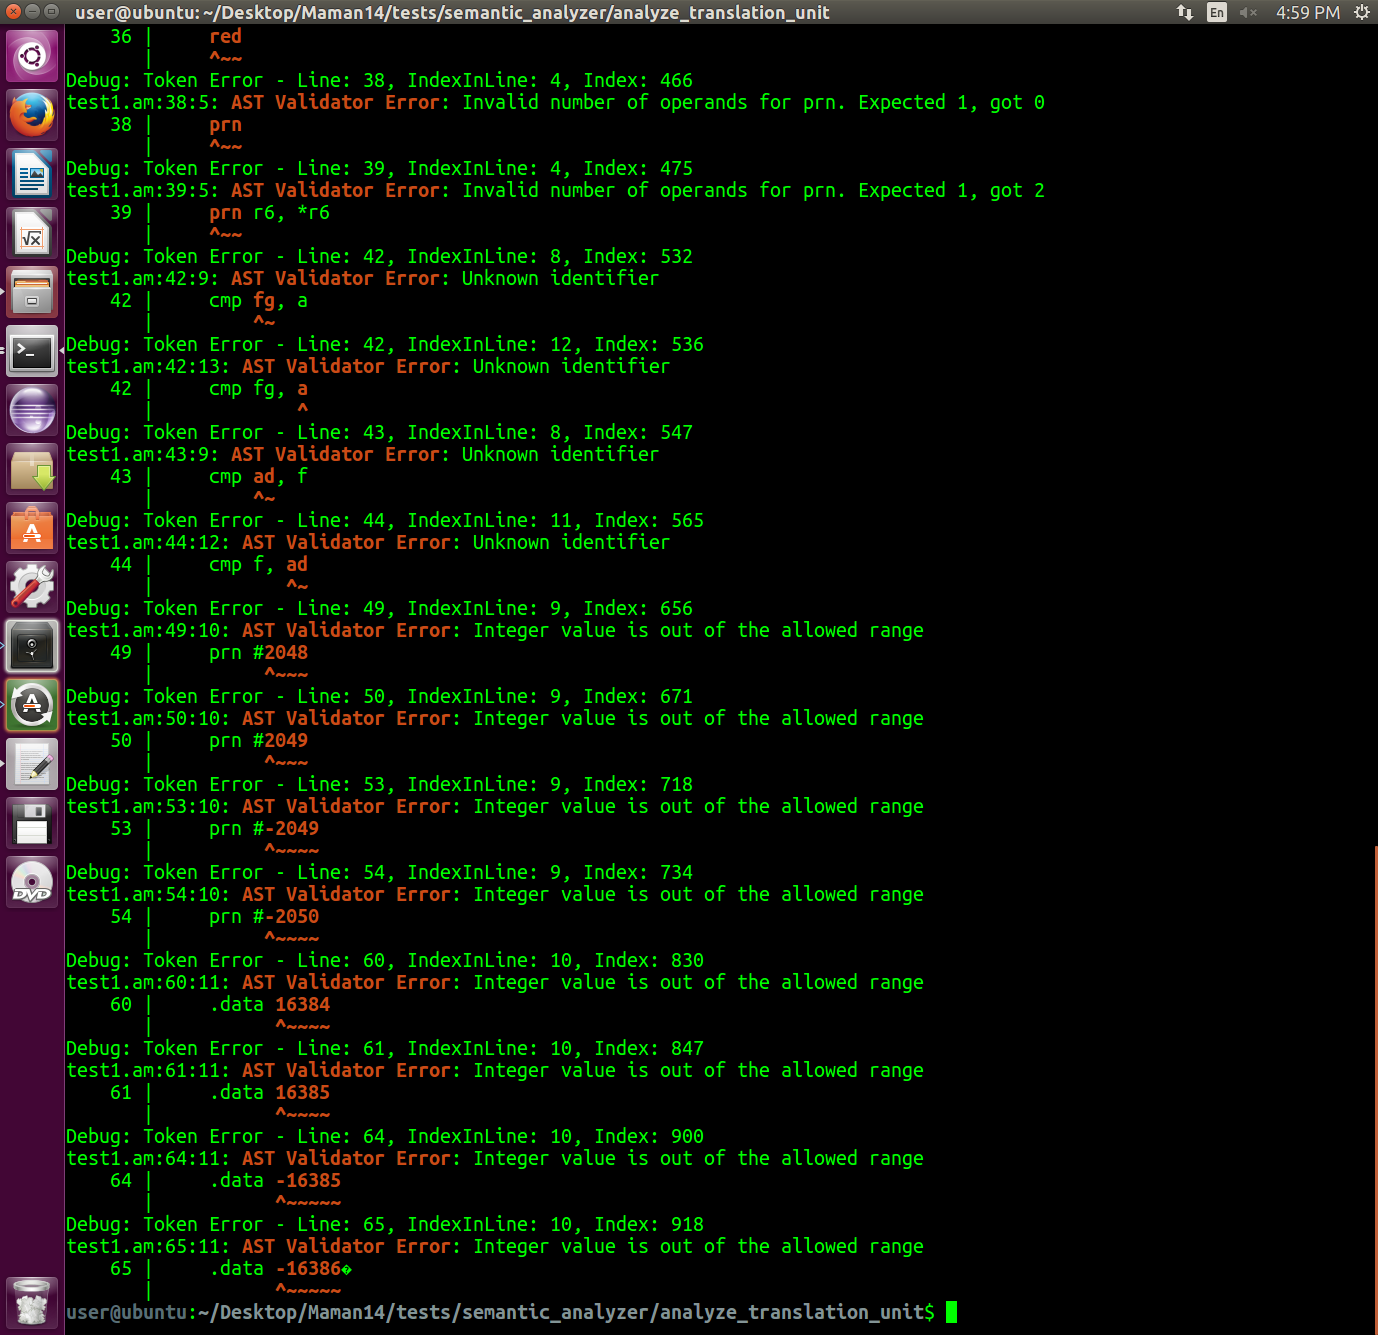 user@ubuntu: ~/Desktop/Maman14/tests/semantic_analyzer/analyze_translation_unit
En
4:59 PM
36 |     red
|     ^~~
Debug: Token Error - Line: 38, IndexInLine: 4, Index: 466
test1.am:38:5: AST Validator Error: Invalid number of operands for prn. Expected 1, got 0
38 |     prn
|     ^~~
Debug: Token Error - Line: 39, IndexInLine: 4, Index: 475
test1.am:39:5: AST Validator Error: Invalid number of operands for prn. Expected 1, got 2
39 |     prn r6, *r6
|     ^~~
Debug: Token Error - Line: 42, IndexInLine: 8, Index: 532
test1.am:42:9: AST Validator Error: Unknown identifier
42 |     cmp fg, a
|         ^~
Debug: Token Error - Line: 42, IndexInLine: 12, Index: 536
test1.am:42:13: AST Validator Error: Unknown identifier
42 |     cmp fg, a
|             ^
Debug: Token Error - Line: 43, IndexInLine: 8, Index: 547
test1.am:43:9: AST Validator Error: Unknown identifier
43 |     cmp ad, f
|         ^~
Debug: Token Error - Line: 44, IndexInLine: 11, Index: 565
test1.am:44:12: AST Validator Error: Unknown identifier
44 |     cmp f, ad
|            ^~
Debug: Token Error - Line: 49, IndexInLine: 9, Index: 656
test1.am:49:10: AST Validator Error: Integer value is out of the allowed range
49 |     prn #2048
|          ^~~~
Debug: Token Error - Line: 50, IndexInLine: 9, Index: 671
test1.am:50:10: AST Validator Error: Integer value is out of the allowed range
50 |     prn #2049
|          ^~~~
Debug: Token Error - Line: 53, IndexInLine: 9, Index: 718
test1.am:53:10: AST Validator Error: Integer value is out of the allowed range
53 |     prn #-2049
|          ^~~~~
Debug: Token Error - Line: 54, IndexInLine: 9, Index: 734
test1.am:54:10: AST Validator Error: Integer value is out of the allowed range
54 |     prn #-2050
|          ^~~~~
Debug: Token Error - Line: 60, IndexInLine: 10, Index: 830
test1.am:60:11: AST Validator Error: Integer value is out of the allowed range
60 |     .data 16384
|           ^~~~~
Debug: Token Error - Line: 61, IndexInLine: 10, Index: 847
test1.am:61:11: AST Validator Error: Integer value is out of the allowed range
61 |     .data 16385
|           ^~~~~
Debug: Token Error - Line: 64, IndexInLine: 10, Index: 900
test1.am:64:11: AST Validator Error: Integer value is out of the allowed range
64 |     .data -16385
|           ^~~~~~
Debug: Token Error - Line: 65, IndexInLine: 10, Index: 918
test1.am:65:11: AST Validator Error: Integer value is out of the allowed range
65 |     .data -16386�
|           ^~~~~~
user@ubuntu:~/Desktop/Maman14/tests/semantic_analyzer/analyze_translation_unit$
DVD